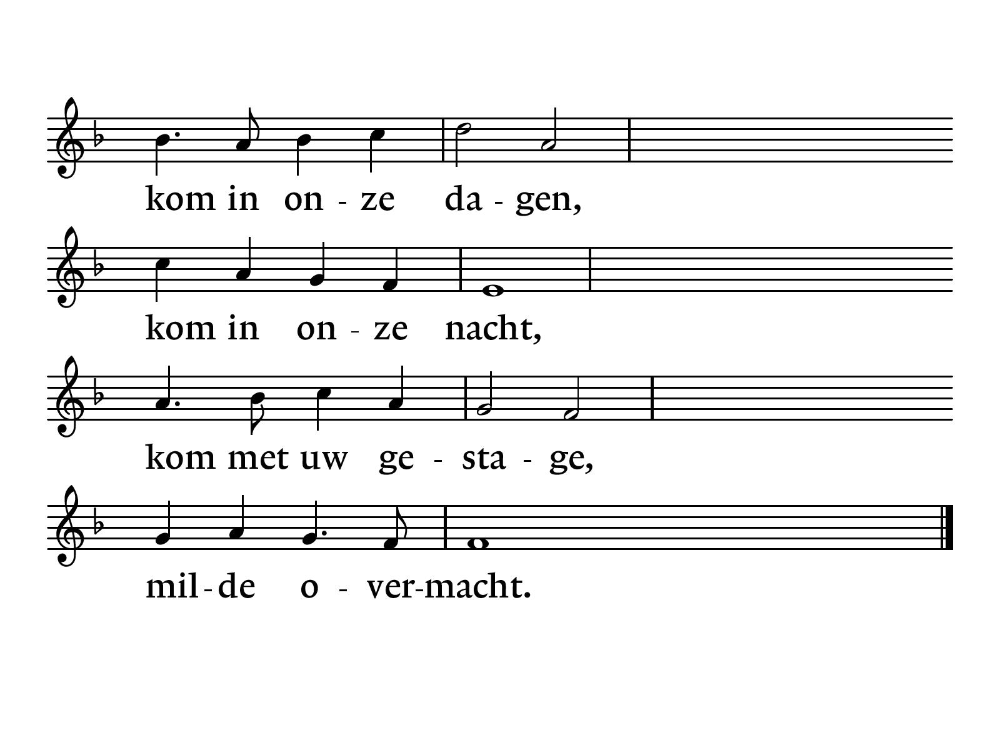 kom in on - ze da - gen,
kom in on - ze nacht,
kom met uw ge - sta - ge,
mil - de o - ver-macht.